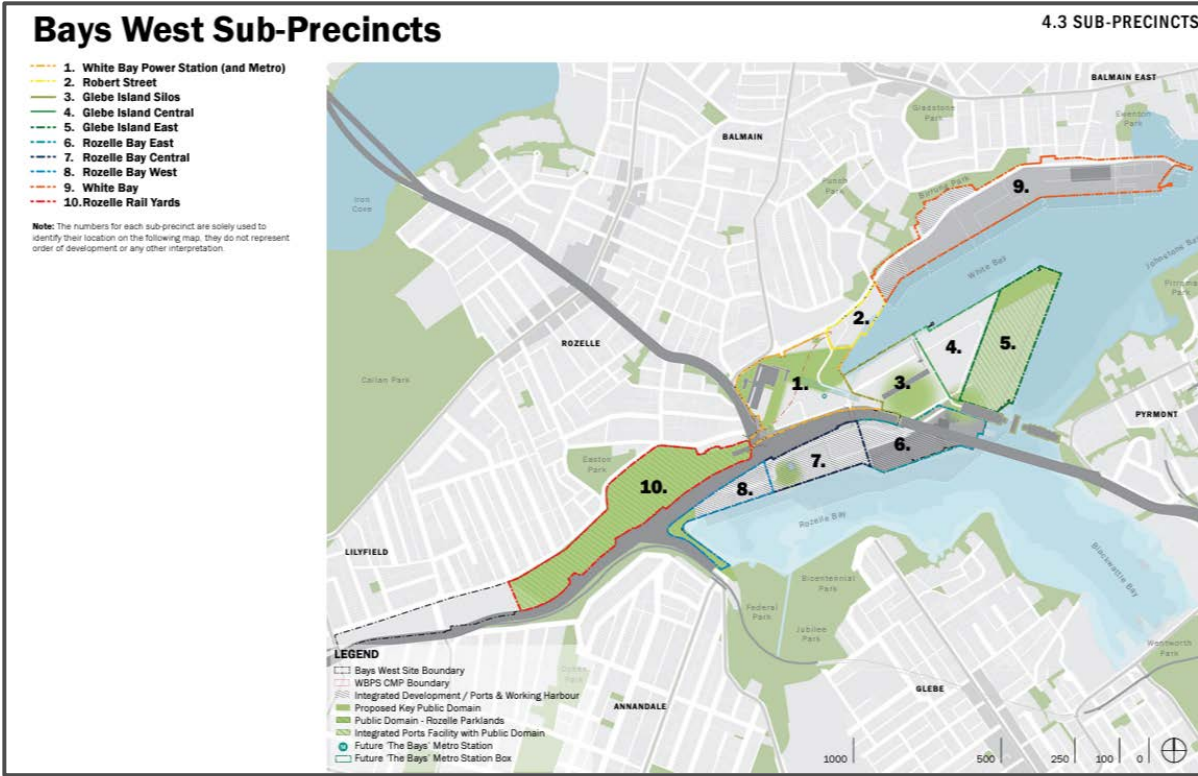 Bays West Sub-Precincts
4.3 SUB-PRECINCTS
1. White Bay Power Station (and Metro)
2. Robert Street
3. Glebe Island Silos
4. Glebe Island Central
5. Glebe Island East
6. Rozelle Bay East
7. Rozelle Bay Central
8. Rozelle Bay West
9. White Bay
10. Rozelle Rail Yards
Note: The numbers for each sub-precinct are solely used to
identify their location on the following map, they do not represent
order of development or any other interpretation.
BALMAIN EAST
Gladstone
Park
Ewenton
Park
BALMAIN
Punch
Park
Iron
Cove
9.
Johnstons Bay
White Bay
Pirrama
Park
2.
ROZELLE
4.
5.
Callan Park
1.
3.
PYRMONT
6.
Easton
Park
7.
10.
8.
Rozelle Bay
LILYFIELD
Blackwattle Bay
Bicentennial
Park
Federal
Park
Jubilee
Park
Wentworth
Park
GLEBE
ANNANDALE
LEGEND
Bays West Site Boundary
WBPS CMP Boundary
Integrated Development / Ports & Working Harbour
Proposed Key Public Domain
Public Domain - Rozelle Parklands
Integrated Ports Facility with Public Domain
Future 'The Bays' Metro Station
Future 'The Bays' Metro Station Box
1000 500 250 100 0